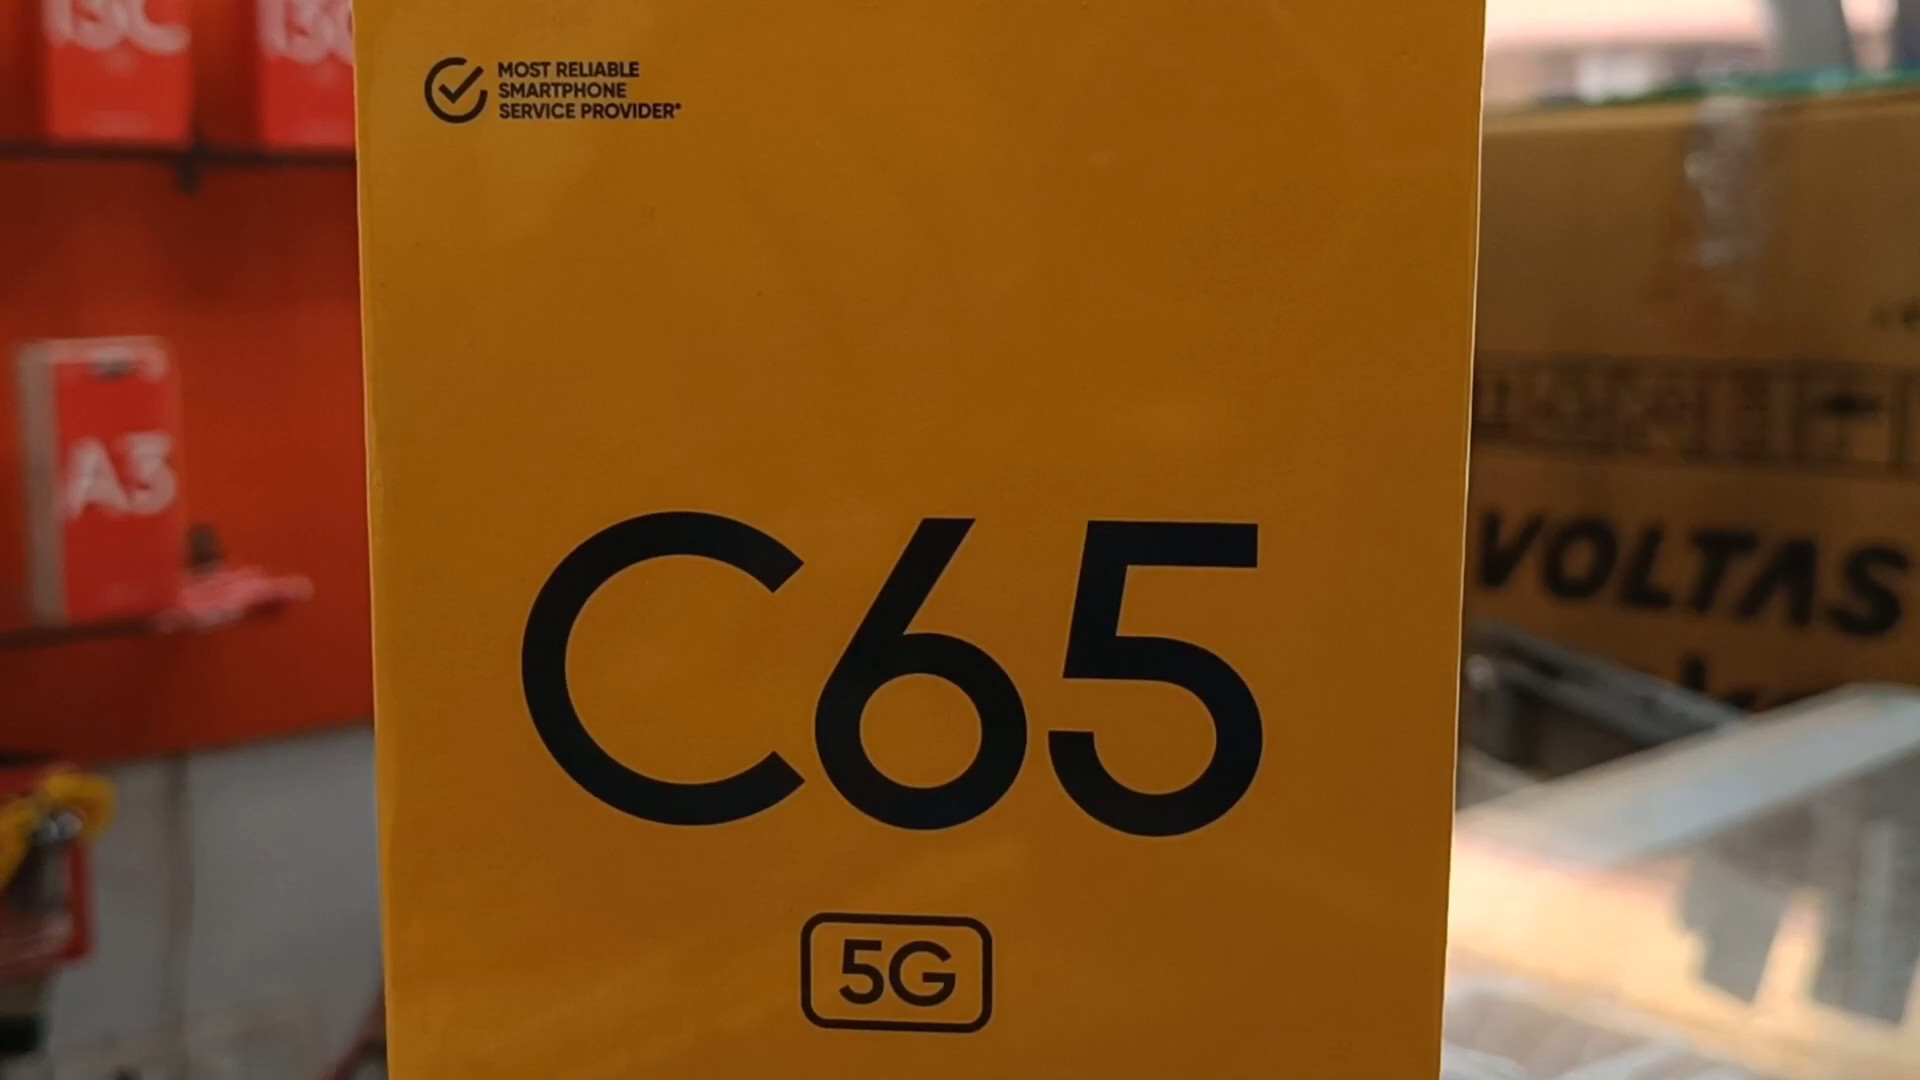 13C
13C
MOST RELIABLE
SMARTPHONE
SERVICE PROVIDER*
A3
C65
5G
VOLTAS